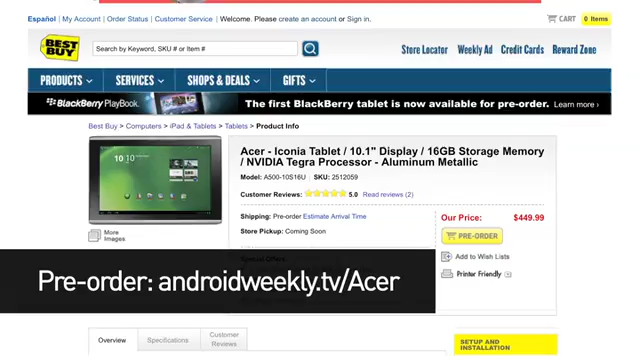 Español | My Account | Order Status | Customer Service | Welcome. Please create an account or Sign in.
CART 0 Items
BEST BUY
Search by Keyword, SKU # or Item #
Store Locator Weekly Ad Credit Cards Reward Zone
PRODUCTS SERVICES SHOPS & DEALS GIFTS
BlackBerry PlayBook
The first BlackBerry tablet is now available for pre-order. Learn more ›
Best Buy > Computers > iPad & Tablets > Tablets > Product Info
Acer - Iconia Tablet / 10.1" Display / 16GB Storage Memory
/ NVIDIA Tegra Processor - Aluminum Metallic
Model: A500-10S16U | SKU: 2512059
Customer Reviews: 5.0 Read reviews (2)
Shipping: Pre-order Estimate Arrival Time
Store Pickup: Coming Soon
Special Offers
Our Price: $449.99
PRE-ORDER
Add to Wish Lists
Printer Friendly
More
Images
Pre-order: androidweekly.tv/Acer
Overview
Specifications
Customer
Reviews
SETUP AND
INSTALLATION